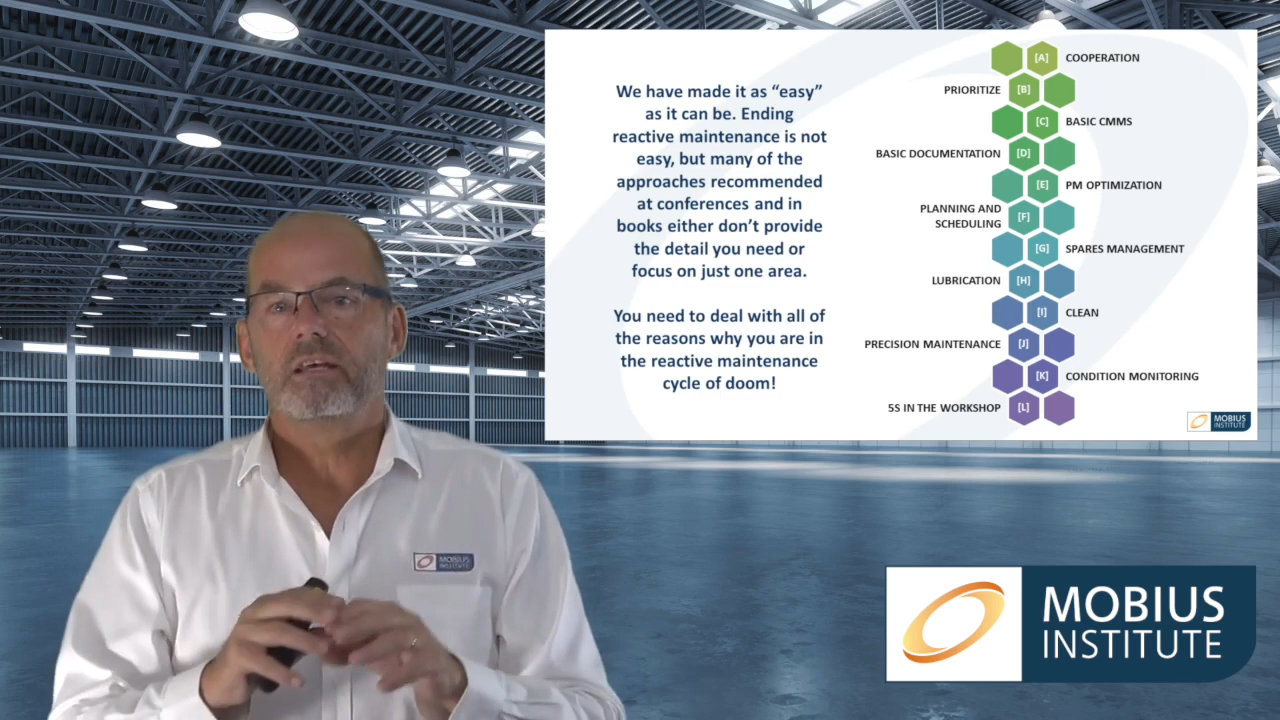 We have made it as “easy”
as it can be. Ending
reactive maintenance is not
easy, but many of the
approaches recommended
at conferences and in
books either don’t provide
the detail you need or
focus on just one area.
You need to deal with all of
the reasons why you are in
the reactive maintenance
cycle of doom!
[A] COOPERATION
PRIORITIZE [B]
[C] BASIC CMMS
BASIC DOCUMENTATION [D]
[E] PM OPTIMIZATION
PLANNING AND
SCHEDULING [F]
[G] SPARES MANAGEMENT
LUBRICATION [H]
[I] CLEAN
PRECISION MAINTENANCE [J]
[K] CONDITION MONITORING
5S IN THE WORKSHOP [L]
MOBIUS
INSTITUTE
MOBIUS
INSTITUTE
MOBIUS
INSTITUTE